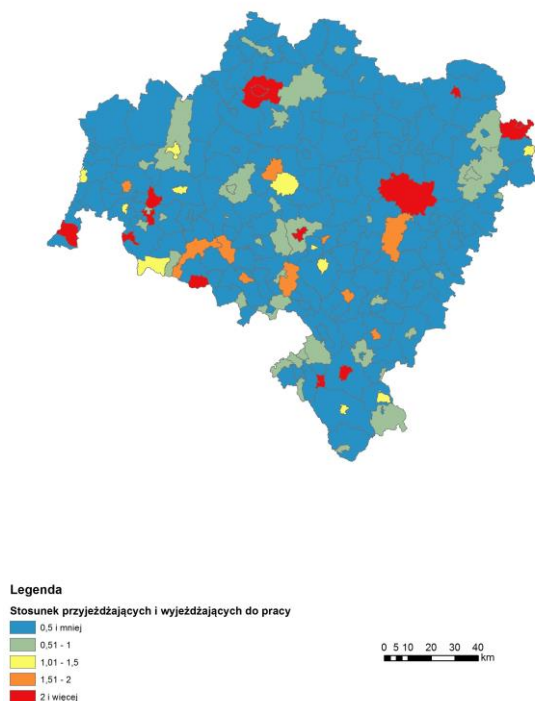 Legenda
Stosunek przyjeżdżających i wyjeżdżających do pracy
0,5 i mniej
0,51 - 1
1,01 - 1,5
1,51 - 2
2 i więcej
0 5 10 20 30 40
km